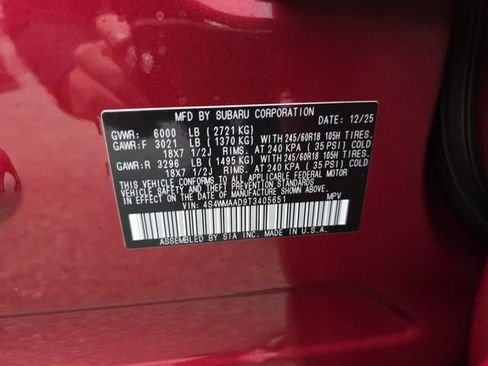 MFD BY SUBARU CORPORATION DATE: 12/25
GVWR: 6000 LB (2721 KG)
GAWR:F 3021 LB (1370 KG) WITH 245/60R18 105H TIRES.
18X7 1/2J RIMS. AT 240 KPA (35 PSI) COLD
GAWR:R 3296 LB (1495 KG) WITH 245/60R18 105H TIRES.
18X7 1/2J RIMS. AT 240 KPA (35 PSI) COLD
THIS VEHICLE CONFORMS TO ALL APPLICABLE FEDERAL MOTOR
VEHICLE SAFETY, BUMPER, AND THEFT PREVENTION STANDARDS
IN EFFECT ON THE DATE OF MANUFACTURE SHOWN ABOVE.
VIN: 4S4WMAAD9T3405651 MPV
ASSEMBLED BY SIA INC. MADE IN U.S.A.